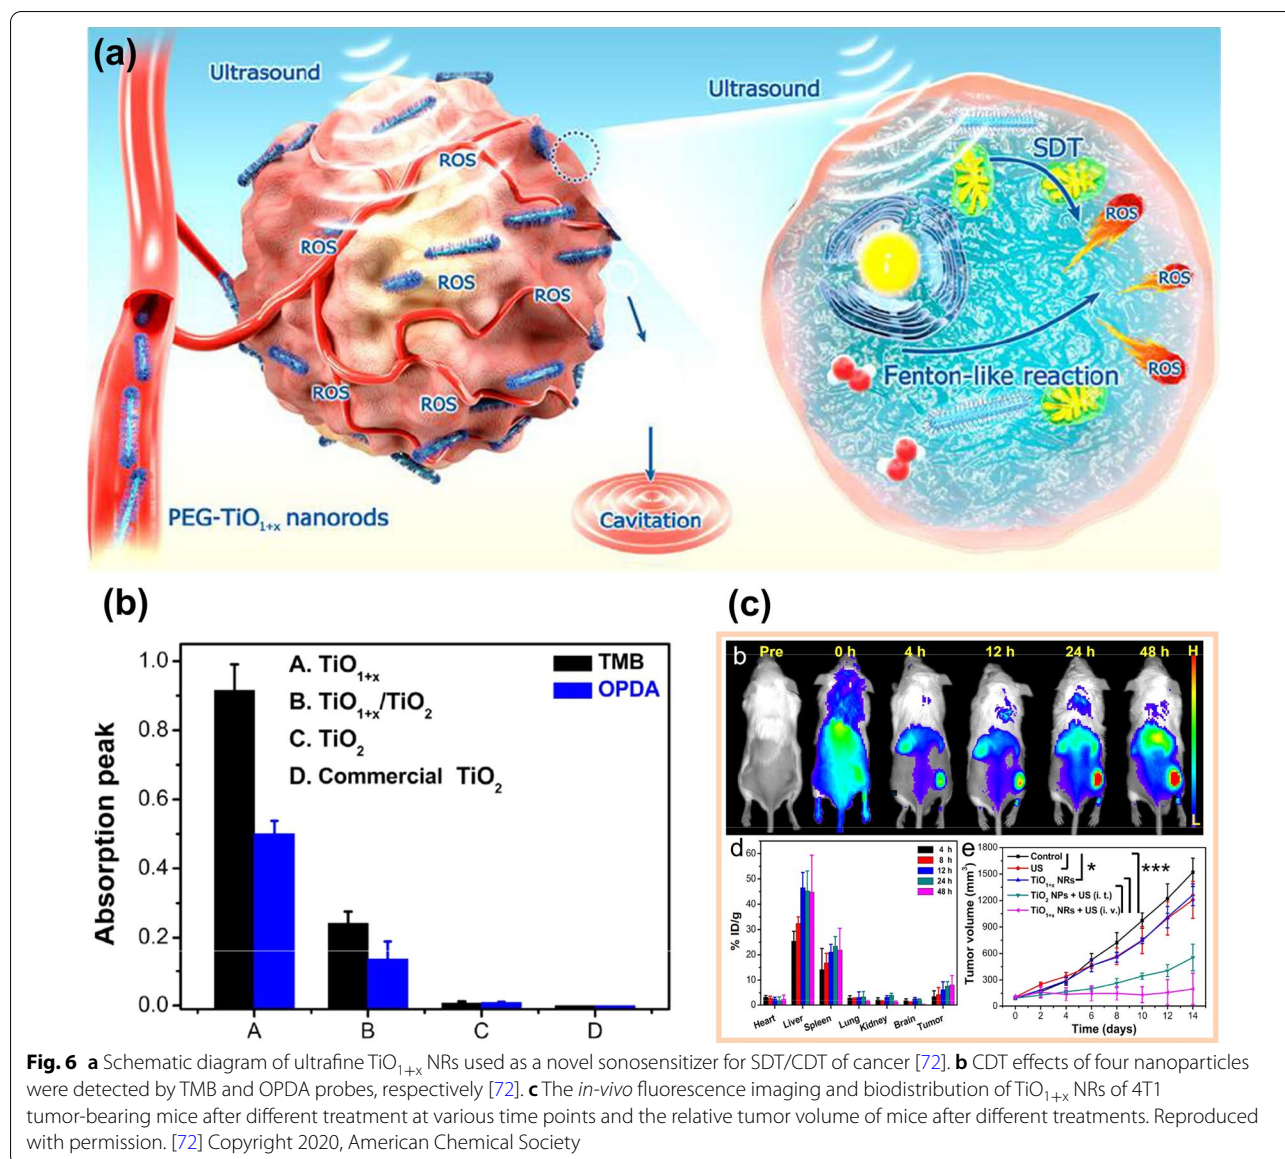 (a)
Ultrasound
Ultrasound
SDT
ROS
ROS
ROS
ROS
ROS
ROS
ROS
ROS
ROS
Fenton-like reaction
Cavitation
PEG-TiO1+x nanorods
(b)
Absorption peak
1.0
0.8
0.6
0.4
0.2
0.0
A. TiO1+x
B. TiO1+x/TiO2
C. TiO2
D. Commercial TiO2
TMB
OPDA
A B C D
(c)
b
Pre 0 h 4 h 12 h 24 h 48 h
H
L
d
% ID/g
60
50
40
30
20
10
0
4 h
8 h
12 h
24 h
48 h
Heart Liver Spleen Lung Kidney Brain Tumor
e
Tumor volume (mm3)
1800
1500
1200
900
600
300
0
Control
US
TiO1+x NRs
TiO2 NPs + US (i. t.)
TiO1+x NRs + US (i. v.)
*
***
0 2 4 6 8 10 12 14
Time (days)
Fig. 6 a Schematic diagram of ultrafine TiO1+x NRs used as a novel sonosensitizer for SDT/CDT of cancer [72]. b CDT effects of four nanoparticles
were detected by TMB and OPDA probes, respectively [72]. c The in-vivo fluorescence imaging and biodistribution of TiO1+x NRs of 4T1
tumor-bearing mice after different treatment at various time points and the relative tumor volume of mice after different treatments. Reproduced
with permission. [72] Copyright 2020, American Chemical Society